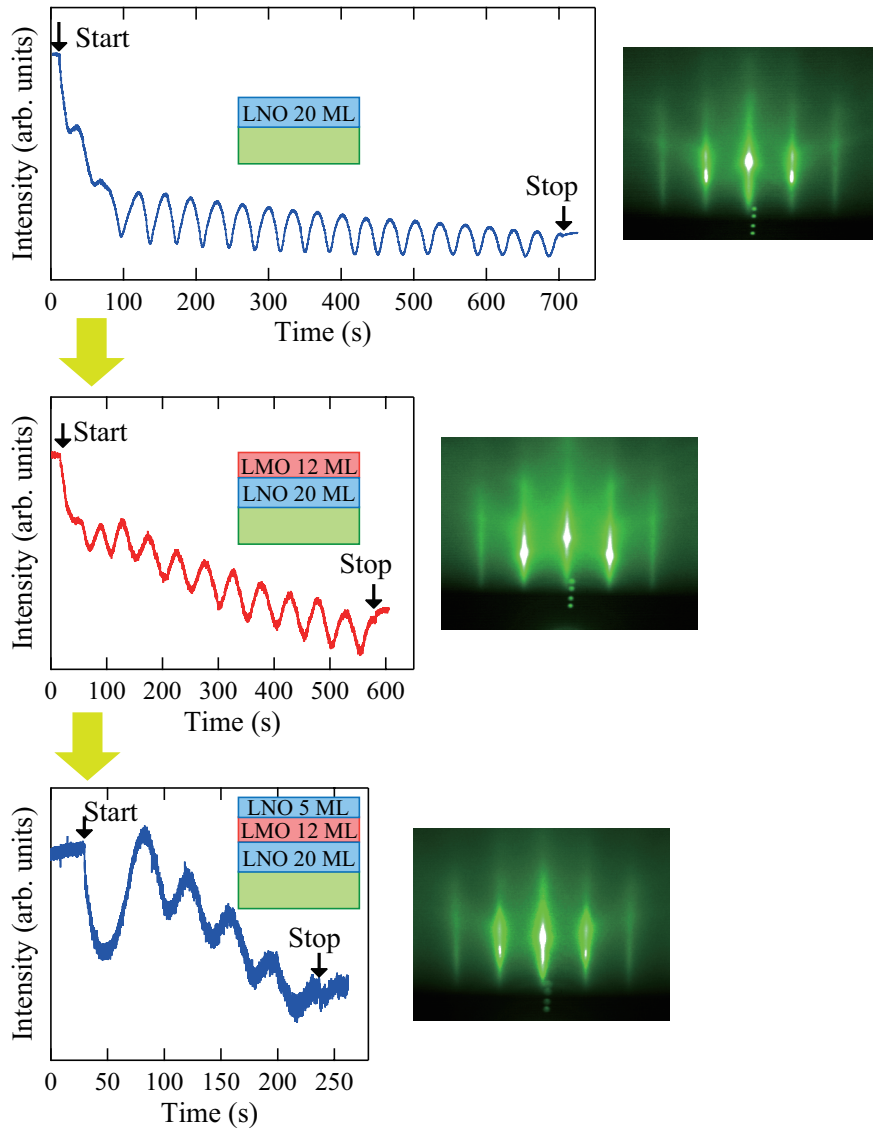 Intensity (arb. units)
Start
LNO 20 ML
Stop
0 100 200 300 400 500 600 700
Time (s)
Intensity (arb. units)
Start
LMO 12 ML
LNO 20 ML
Stop
0 100 200 300 400 500 600
Time (s)
Intensity (arb. units)
Start
LNO 5 ML
LMO 12 ML
LNO 20 ML
Stop
0 50 100 150 200 250
Time (s)